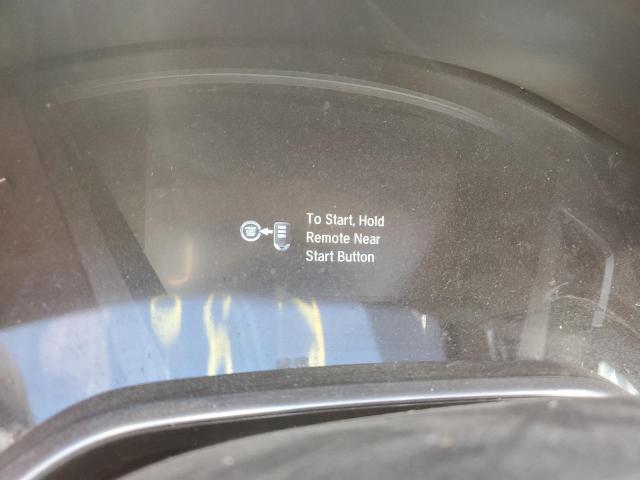 To Start, Hold
Remote Near
Start Button